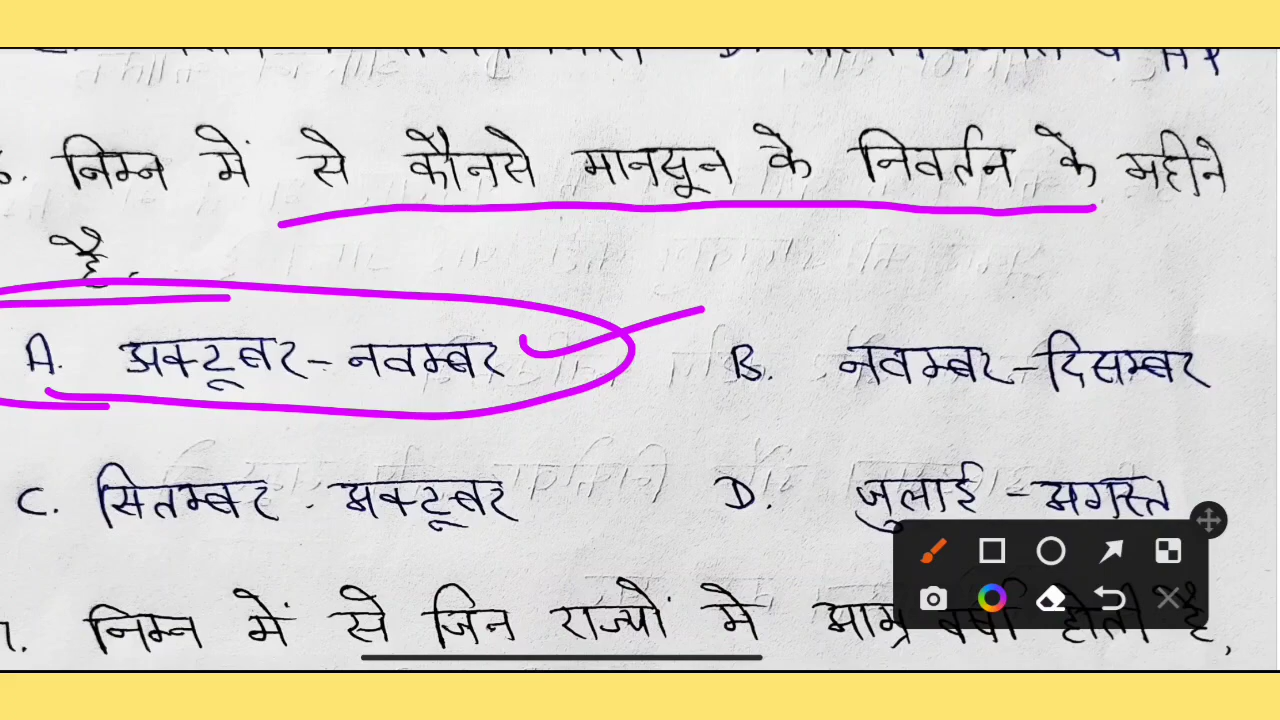 निम्न में से कौनसे मानसून के निवर्तन के महीने
है.
A. अक्टूबर - नवम्बर B. नवम्बर - दिसम्बर
C. सितम्बर - अक्टूबर D. जुलाई - अगस्त
निम्न में से जिन राज्यों में आम्र वर्षा होती है,